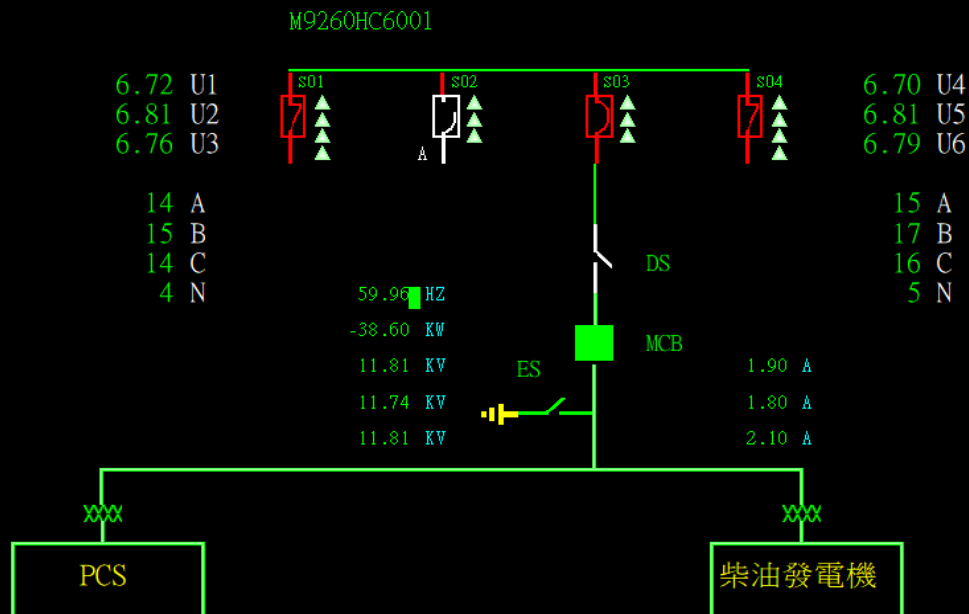 M9260HC6001
S01 S02 S03 S04
6.72 U1 6.70 U4
6.81 U2 6.81 U5
6.76 U3 6.79 U6
A
14 A 15 A
15 B 17 B
14 C 16 C
4 N 5 N
DS
59.96 HZ
-38.60 KW
MCB
11.81 KV ES 1.90 A
11.74 KV 1.80 A
11.81 KV 2.10 A
PCS 柴油發電機